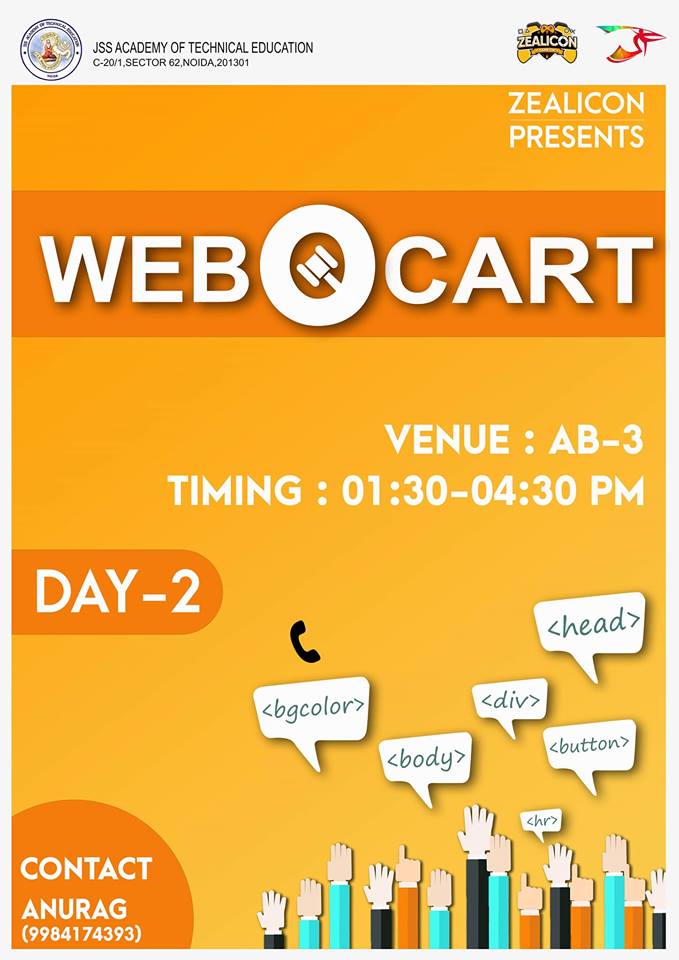 JSS ACADEMY OF TECHNICAL EDUCATION
C-20/1,SECTOR 62,NOIDA,201301
ZEALICON
ZEALICON
PRESENTS
WEB O CART
VENUE : AB-3
TIMING : 01:30-04:30 PM
DAY-2
<head>
<bgcolor>
<div>
<body>
<button>
<hr>
CONTACT
ANURAG
(9984174393)